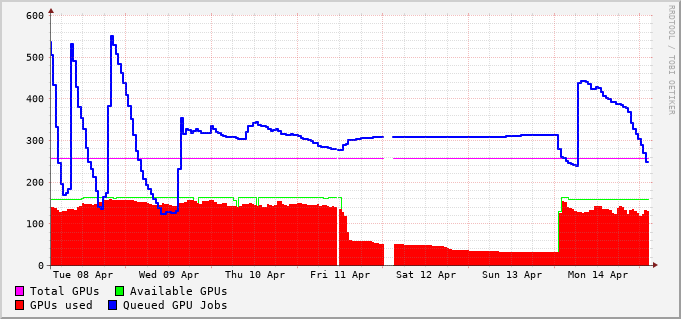 RRDTOOL / TOBI OETIKER
600
500
400
300
200
100
0
Tue 08 Apr Wed 09 Apr Thu 10 Apr Fri 11 Apr Sat 12 Apr Sun 13 Apr Mon 14 Apr
Total GPUs Available GPUs
GPUs used Queued GPU Jobs